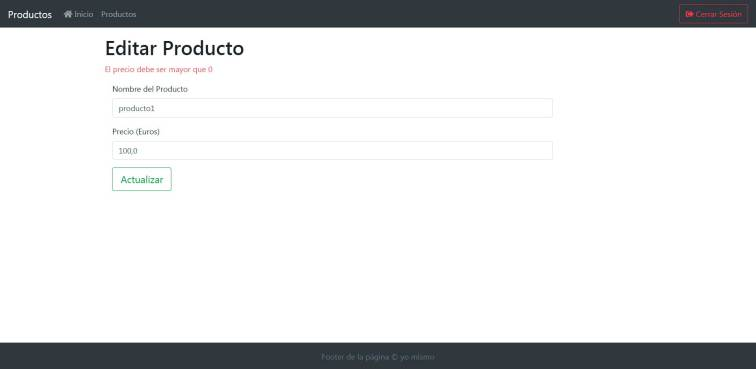 Productos Inicio Productos Cerrar Sesión
Editar Producto
El precio debe ser mayor que 0
Nombre del Producto
producto1
Precio (Euros)
100,0
Actualizar
Footer de la página © yo mismo